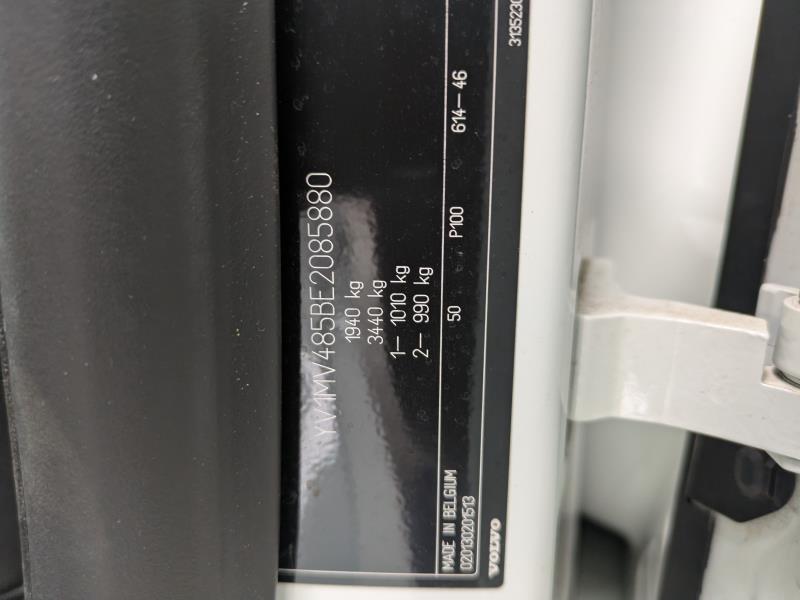 YV1MV485BE2085880
1940 kg
3440 kg
1— 1010 kg
2— 990 kg
50 P100 614—46
MADE IN BELGIUM
020130201513
VOLVO